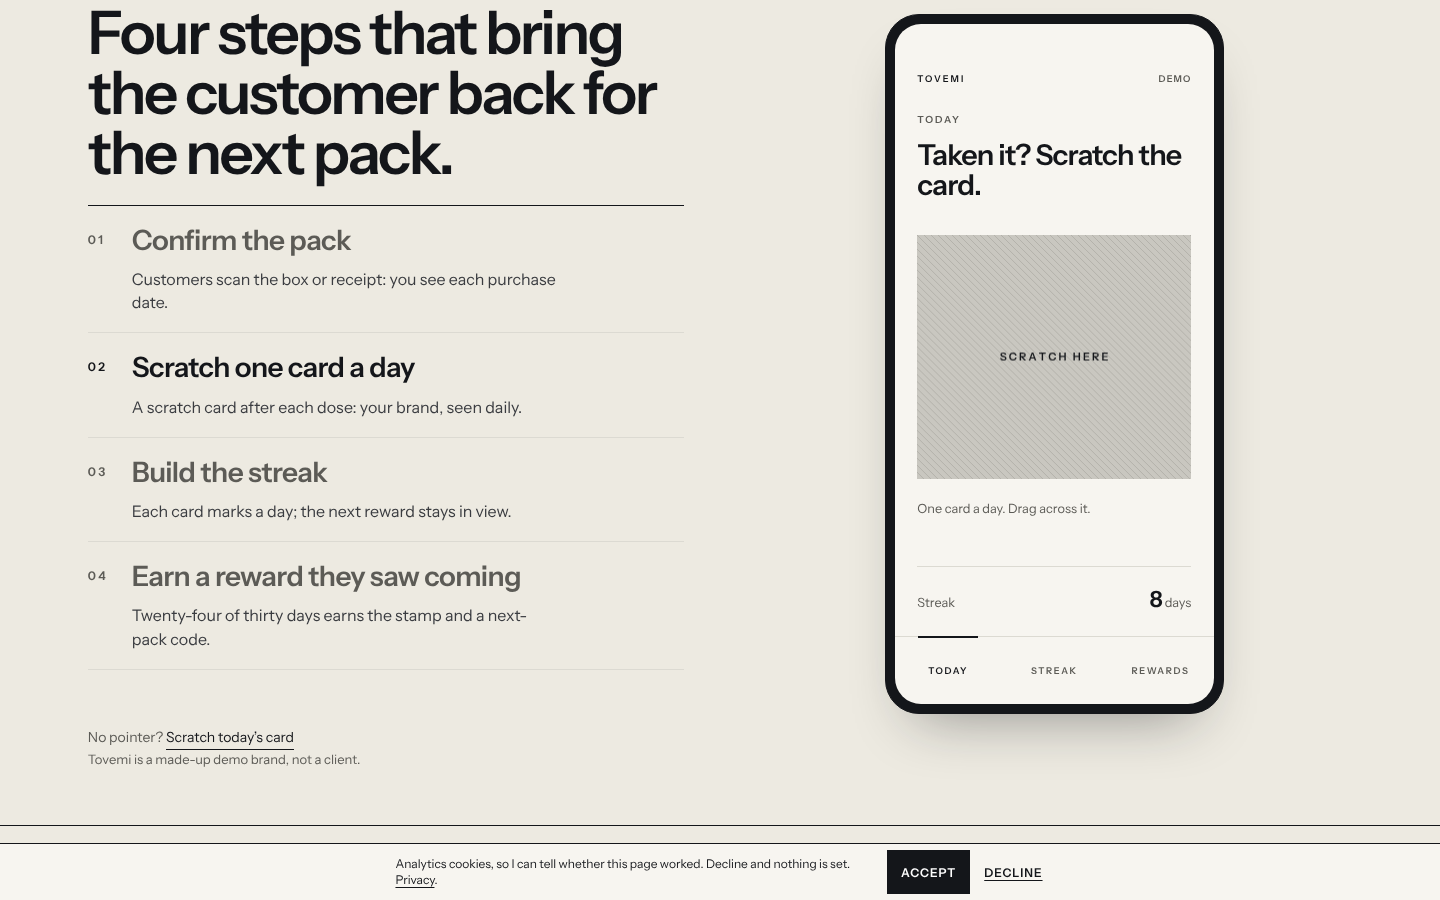 Four steps that bring
the customer back for
the next pack.
01 Confirm the pack
Customers scan the box or receipt: you see each purchase
date.
02 Scratch one card a day
A scratch card after each dose: your brand, seen daily.
03 Build the streak
Each card marks a day; the next reward stays in view.
04 Earn a reward they saw coming
Twenty-four of thirty days earns the stamp and a next-
pack code.
No pointer? Scratch today's card
Tovemi is a made-up demo brand, not a client.
TOVEMI DEMO
TODAY
Taken it? Scratch the
card.
SCRATCH HERE
One card a day. Drag across it.
Streak 8 days
TODAY STREAK REWARDS
Analytics cookies, so I can tell whether this page worked. Decline and nothing is set.
Privacy.
ACCEPT DECLINE